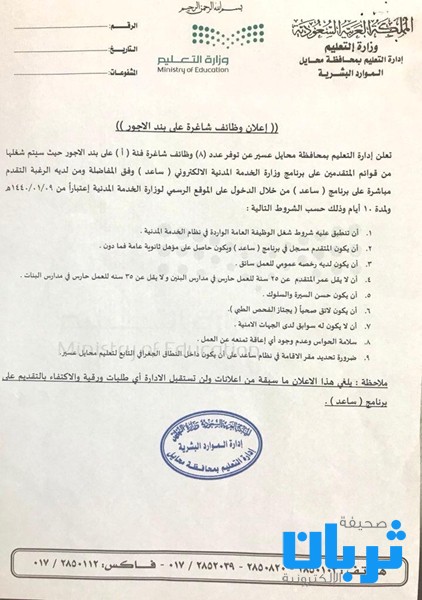 بسم الله الرحمن الرحيم
المملكة العربية السعودية
وزارة التعليم
إدارة التعليم بمحافظة محايل
الموارد البشرية
وزارة التعليم
Ministry of Education
الرقم:
التاريخ:
المشفوعات:
(( إعلان وظائف شاغرة على بند الاجور ))
تعلن إدارة التعليم بمحافظة محايل عسير عن توفر عدد (٨) وظائف شاغرة فئة ( أ ) على بند الاجور حيث سيتم شغلها
من قوائم المتقدمين على برنامج وزارة الخدمة المدنية الالكتروني ( ساعد ) وفق المفاضلة ومن لديه الرغبة التقدم
مباشرة على برنامج ( ساعد ) من خلال الدخول على الموقع الرسمي لوزارة الخدمة المدنية إعتباراً من ١٤٤٠/٠١/٠٩هـ
ولمدة ١٠ أيام وذلك حسب الشروط التالية :
١. أن تنطبق عليه شروط شغل الوظيفة العامة الواردة في نظام الخدمة المدنية .
٢. أن يكون المتقدم مسجل في برنامج ( ساعد ) ويكون حاصل على مؤهل ثانوية عامة فما دون .
٣. أن يكون لديه رخصه عمومي للعمل سائق .
٤. أن لا يقل عمر المتقدم عن ٢٥ سنة للعمل حارس في مدارس البنين و لا يقل عن ٣٥ سنه للعمل حارس في مدارس البنات .
٥. أن يكون حسن السيرة والسلوك .
٦. أن يكون لائق صحياً ( يجتاز الفحص الطبي ) .
٧. أن لا يكون له سوابق لدى الجهات الامنية .
٨. سلامة الحواس وعدم وجود أي إعاقة تمنعه عن العمل .
٩. ضرورة تحديد مقر الاقامة في نظام ساعد على أن يكون داخل النطاق الجغرافي التابع لتعليم محايل عسير .
Ministry of Education
ملاحظة : يلغي هذا الاعلان ما سبقة من اعلانات ولن تستقبل الادارة أي طلبات ورقية والاكتفاء بالتقديم على
برنامج ( ساعد ) .
المملكة العربية السعودية وزارة التعليم
إدارة الموارد البشرية
إدارة التعليم بمحافظة محايل
صحيفة
ثربان
الالكترونية
هاتف : ٢٨٥٠١٠١ - ٢٨٥٠٨٢٠ - ٢٨٥٢٠٣٩ / ٠١٧ - فاكس: ٢٨٥٠١١٢ / ٠١٧